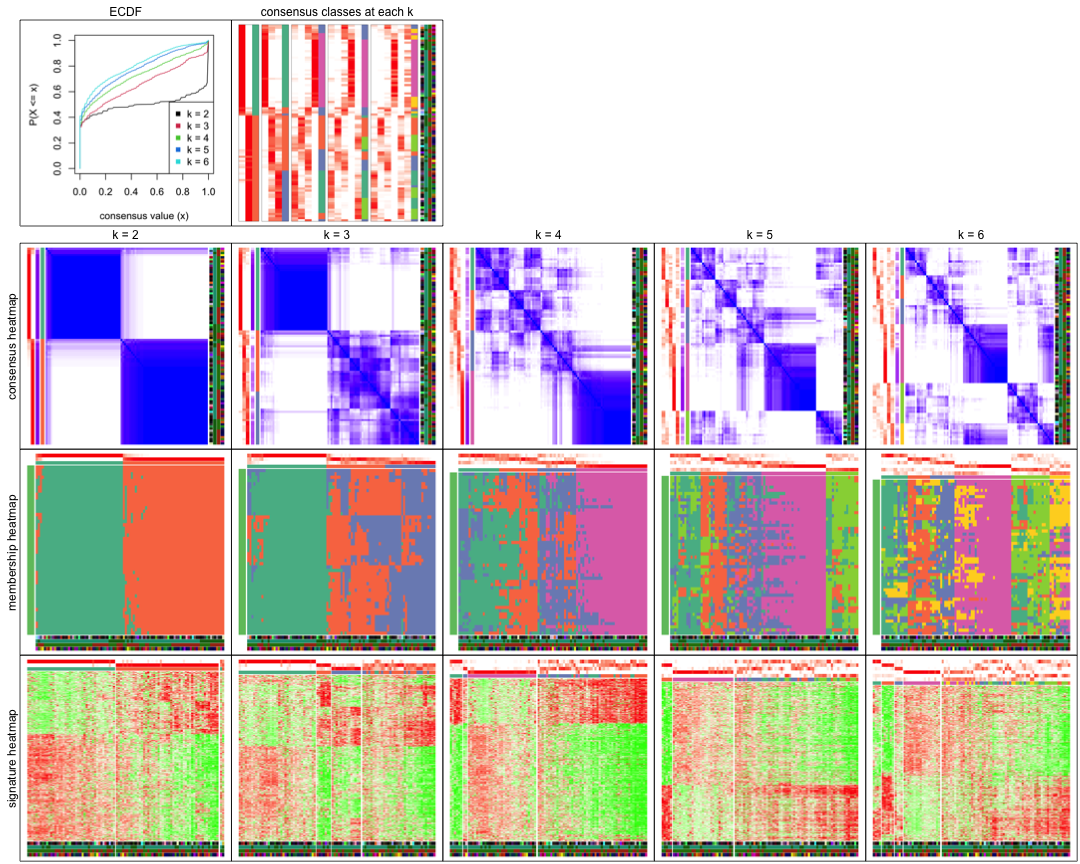 ECDF
consensus classes at each k
P(X <= x)
1.0
0.8
0.6
0.4
0.2
0.0
k = 2
k = 3
k = 4
k = 5
k = 6
0.0 0.2 0.4 0.6 0.8 1.0
consensus value (x)
k = 2 k = 3 k = 4 k = 5 k = 6
consensus heatmap
membership heatmap
signature heatmap